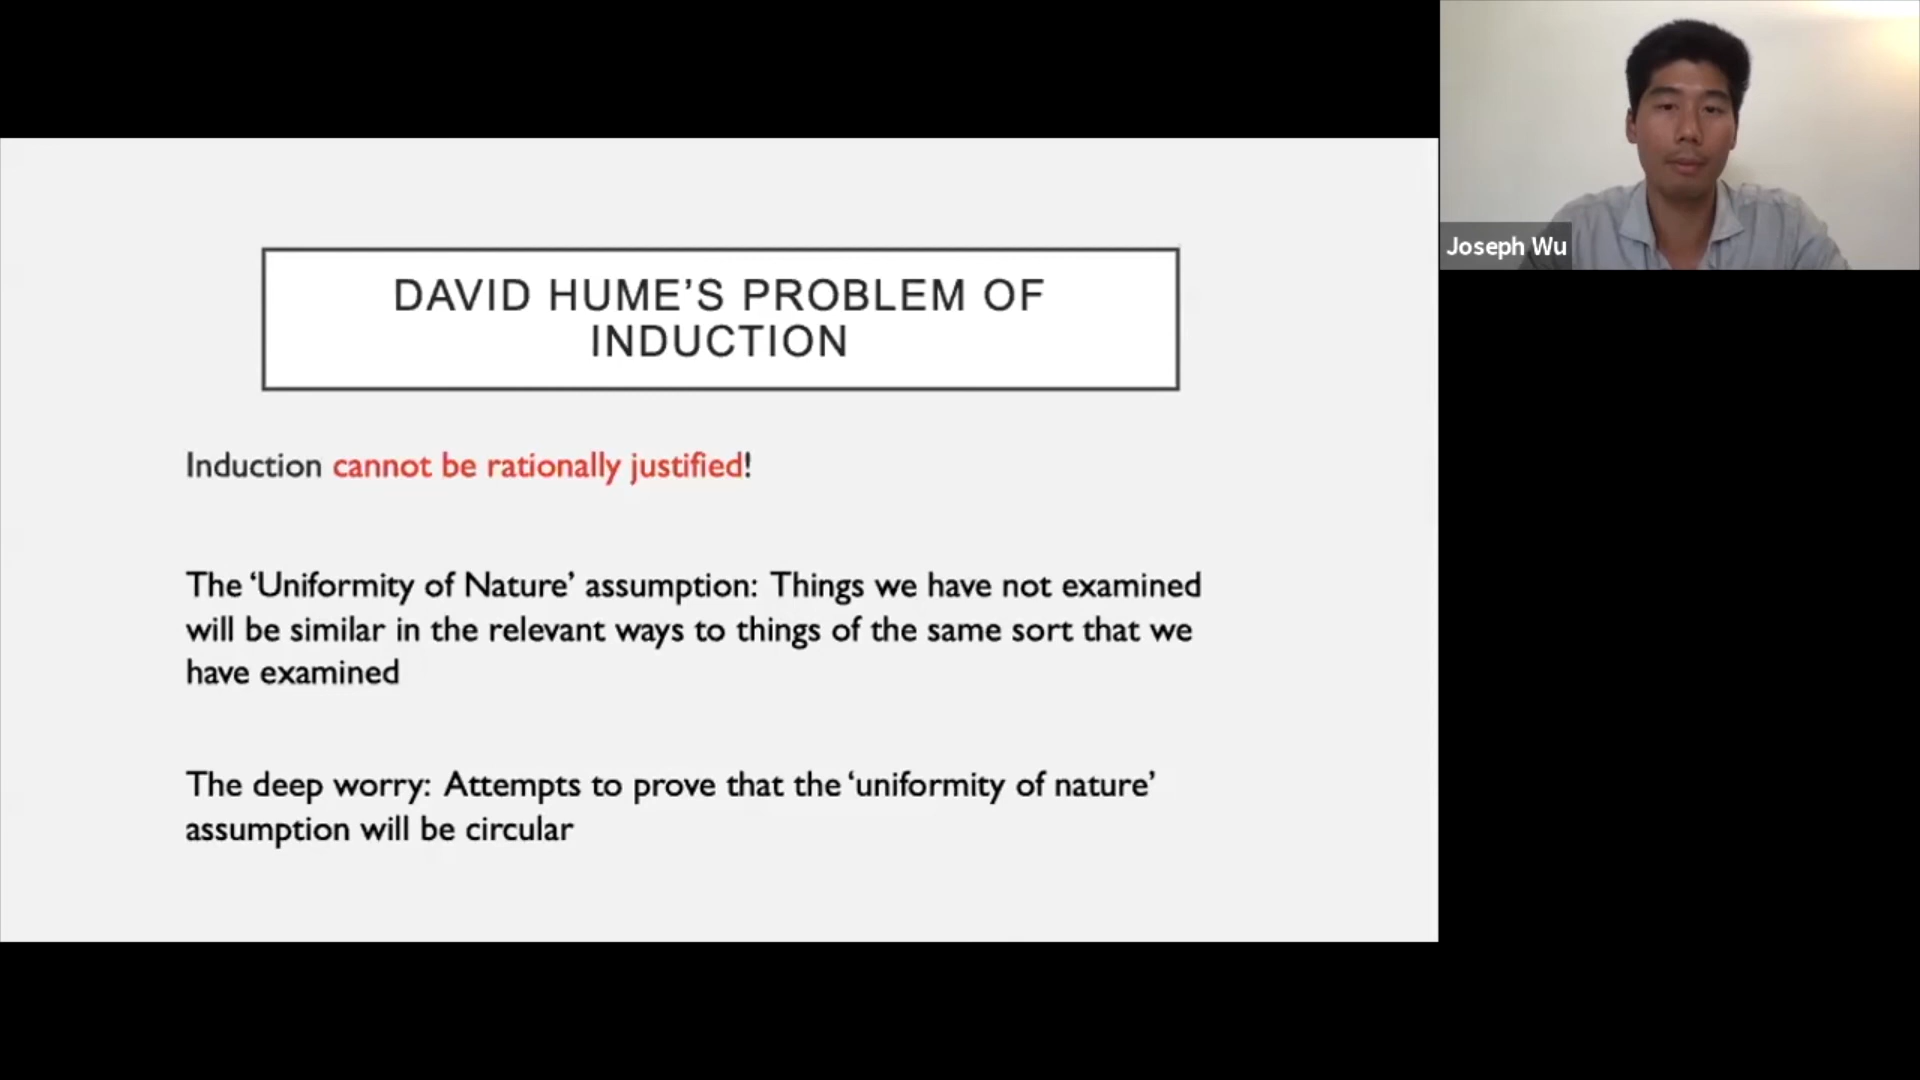 DAVID HUME’S PROBLEM OF
INDUCTION
Induction cannot be rationally justified!
The ‘Uniformity of Nature’ assumption: Things we have not examined
will be similar in the relevant ways to things of the same sort that we
have examined
The deep worry: Attempts to prove that the ‘uniformity of nature’
assumption will be circular
Joseph Wu